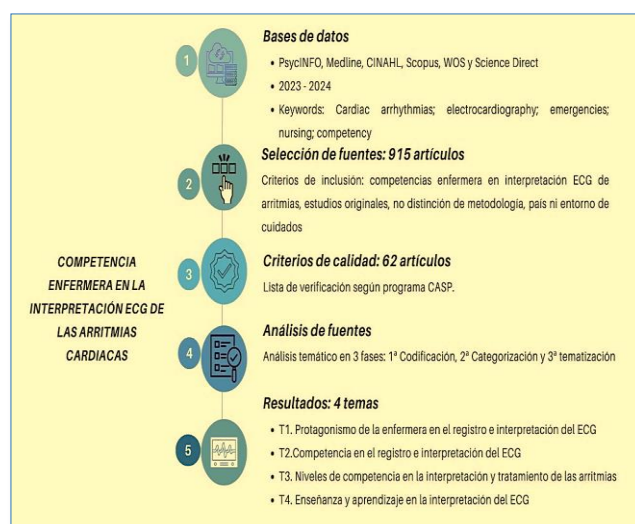 COMPETENCIA
ENFERMERA EN LA
INTERPRETACIÓN ECG DE
LAS ARRITMIAS
CARDIACAS
1
Bases de datos
• PsycINFO, Medline, CINAHL, Scopus, WOS y Science Direct
• 2023 - 2024
• Keywords: Cardiac arrhythmias; electrocardiography; emergencies;
nursing; competency
2
Selección de fuentes: 915 artículos
Criterios de inclusión: competencias enfermera en interpretación ECG de
arritmias, estudios originales, no distinción de metodología, país ni entorno de
cuidados
3
Criterios de calidad: 62 artículos
Lista de verificación según programa CASP.
4
Análisis de fuentes
Análisis temático en 3 fases: 1ª Codificación, 2ª Categorización y 3ª tematización
5
Resultados: 4 temas
• T1. Protagonismo de la enfermera en el registro e interpretación del ECG
• T2.Competencia en el registro e interpretación del ECG
• T3. Niveles de competencia en la interpretación y tratamiento de las arritmias
• T4. Enseñanza y aprendizaje en la interpretación del ECG